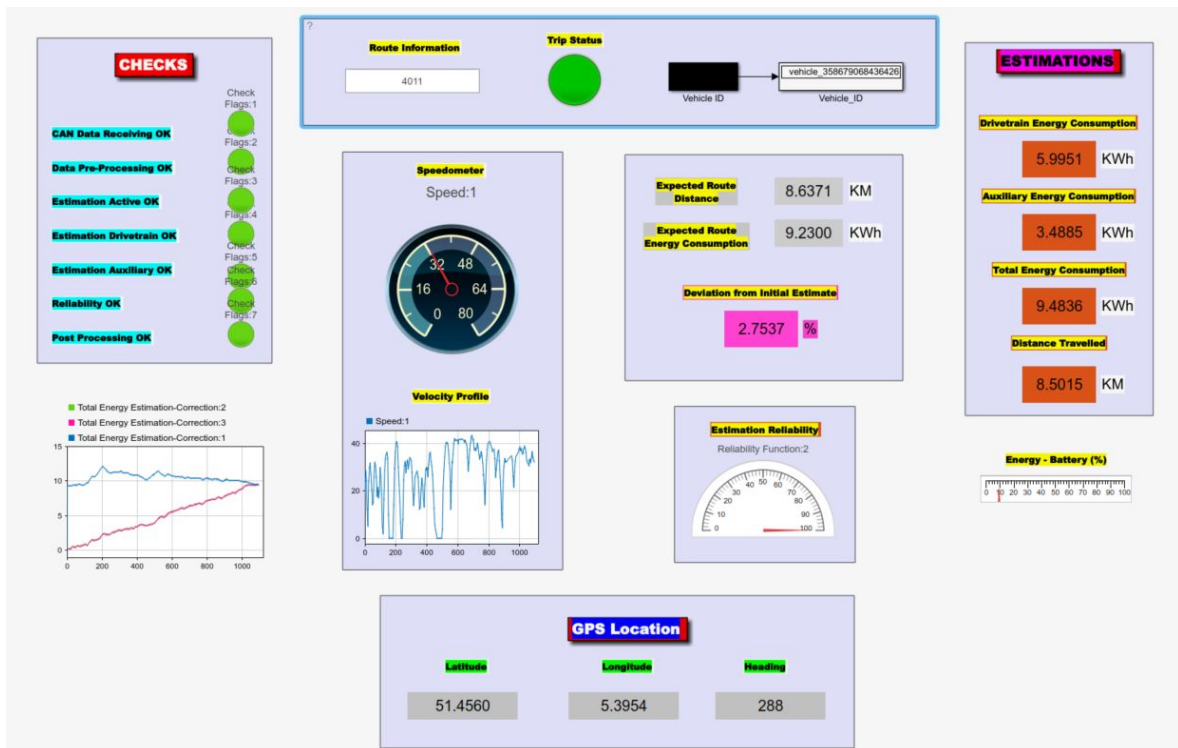 ?
Route Information
4011
Trip Status
vehicle_358679068436426
Vehicle ID
Vehicle_ID
CHECKS
Check
Flags:1
CAN Data Receiving OK
Flags:2
Data Pre-Processing OK
Check
Flags:3
Estimation Active OK
Flags:4
Estimation Drivetrain OK
Check
Flags:5
Estimation Auxiliary OK
Check
Flags:6
Reliability OK
Check
Flags:7
Post Processing OK
Speedometer
Speed:1
0 16 32 48 64 80
Velocity Profile
Speed:1
40
20
0
0 200 400 600 800 1000
Expected Route
Distance
8.6371 KM
Expected Route
Energy Consumption
9.2300 KWh
Deviation from Initial Estimate
2.7537 %
Estimation Reliability
Reliability Function:2
0 10 20 30 40 50 60 70 80 90 100
ESTIMATIONS
Drivetrain Energy Consumption
5.9951 KWh
Auxiliary Energy Consumption
3.4885 KWh
Total Energy Consumption
9.4836 KWh
Distance Travelled
8.5015 KM
Energy - Battery (%)
0 10 20 30 40 50 60 70 80 90 100
Total Energy Estimation-Correction:2
Total Energy Estimation-Correction:3
Total Energy Estimation-Correction:1
15
10
5
0
0 200 400 600 800 1000
GPS Location
Latitude Longitude Heading
51.4560 5.3954 288